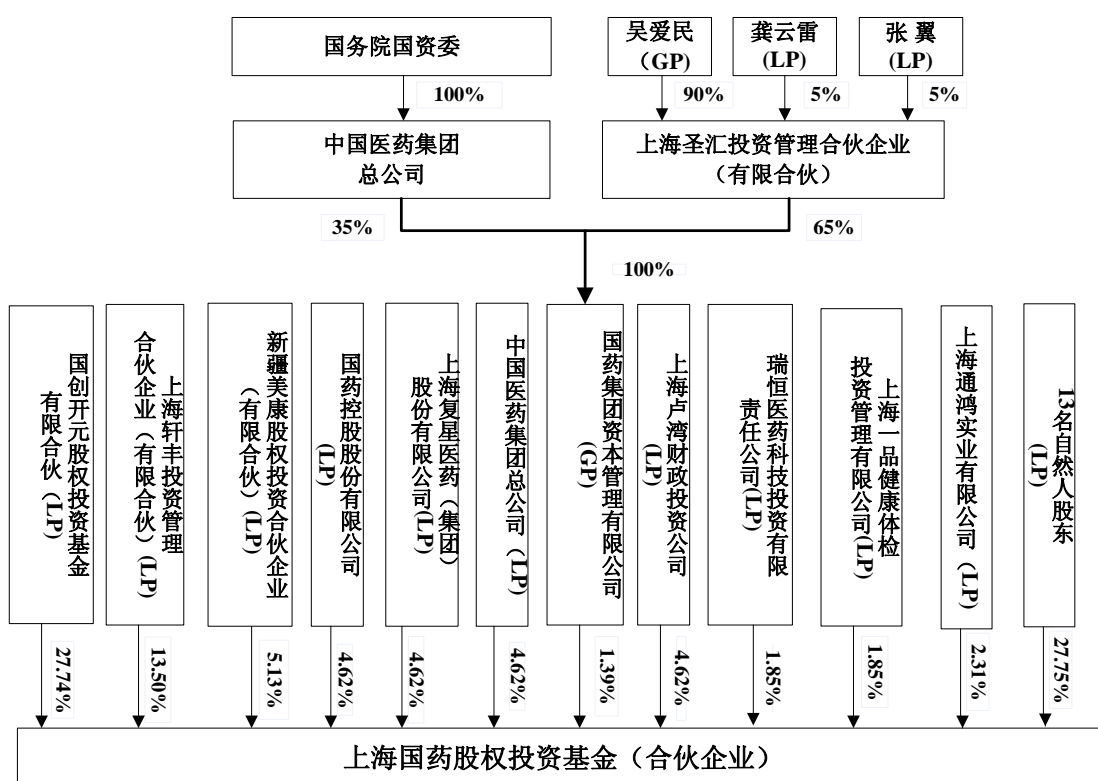 国务院国资委
吴爱民
（GP）
龚云雷
(LP)
张 翼
(LP)
100%
90%
5%
5%
中国医药集团
总公司
上海圣汇投资管理合伙企业
（有限合伙）
35%
65%
100%
国创开元股权投资基金
有限合伙（LP）
上海轩丰投资管理
合伙企业（有限合伙）(LP)
新疆美康股权投资合伙企业
（有限合伙）(LP)
国药控股股份有限公司
(LP)
上海复星医药（集团）
股份有限公司(LP)
中国医药集团总公司（LP）
国药集团资本管理有限公司
(GP)
上海卢湾财政投资公司
(LP)
瑞恒医药科技投资有限
责任公司(LP)
上海一品健康体检
投资管理有限公司(LP)
上海通鸿实业有限公司（LP）
13名自然人股东
(LP)
27.74%
13.50%
5.13%
4.62%
4.62%
4.62%
1.39%
4.62%
1.85%
1.85%
2.31%
27.75%
上海国药股权投资基金（合伙企业）